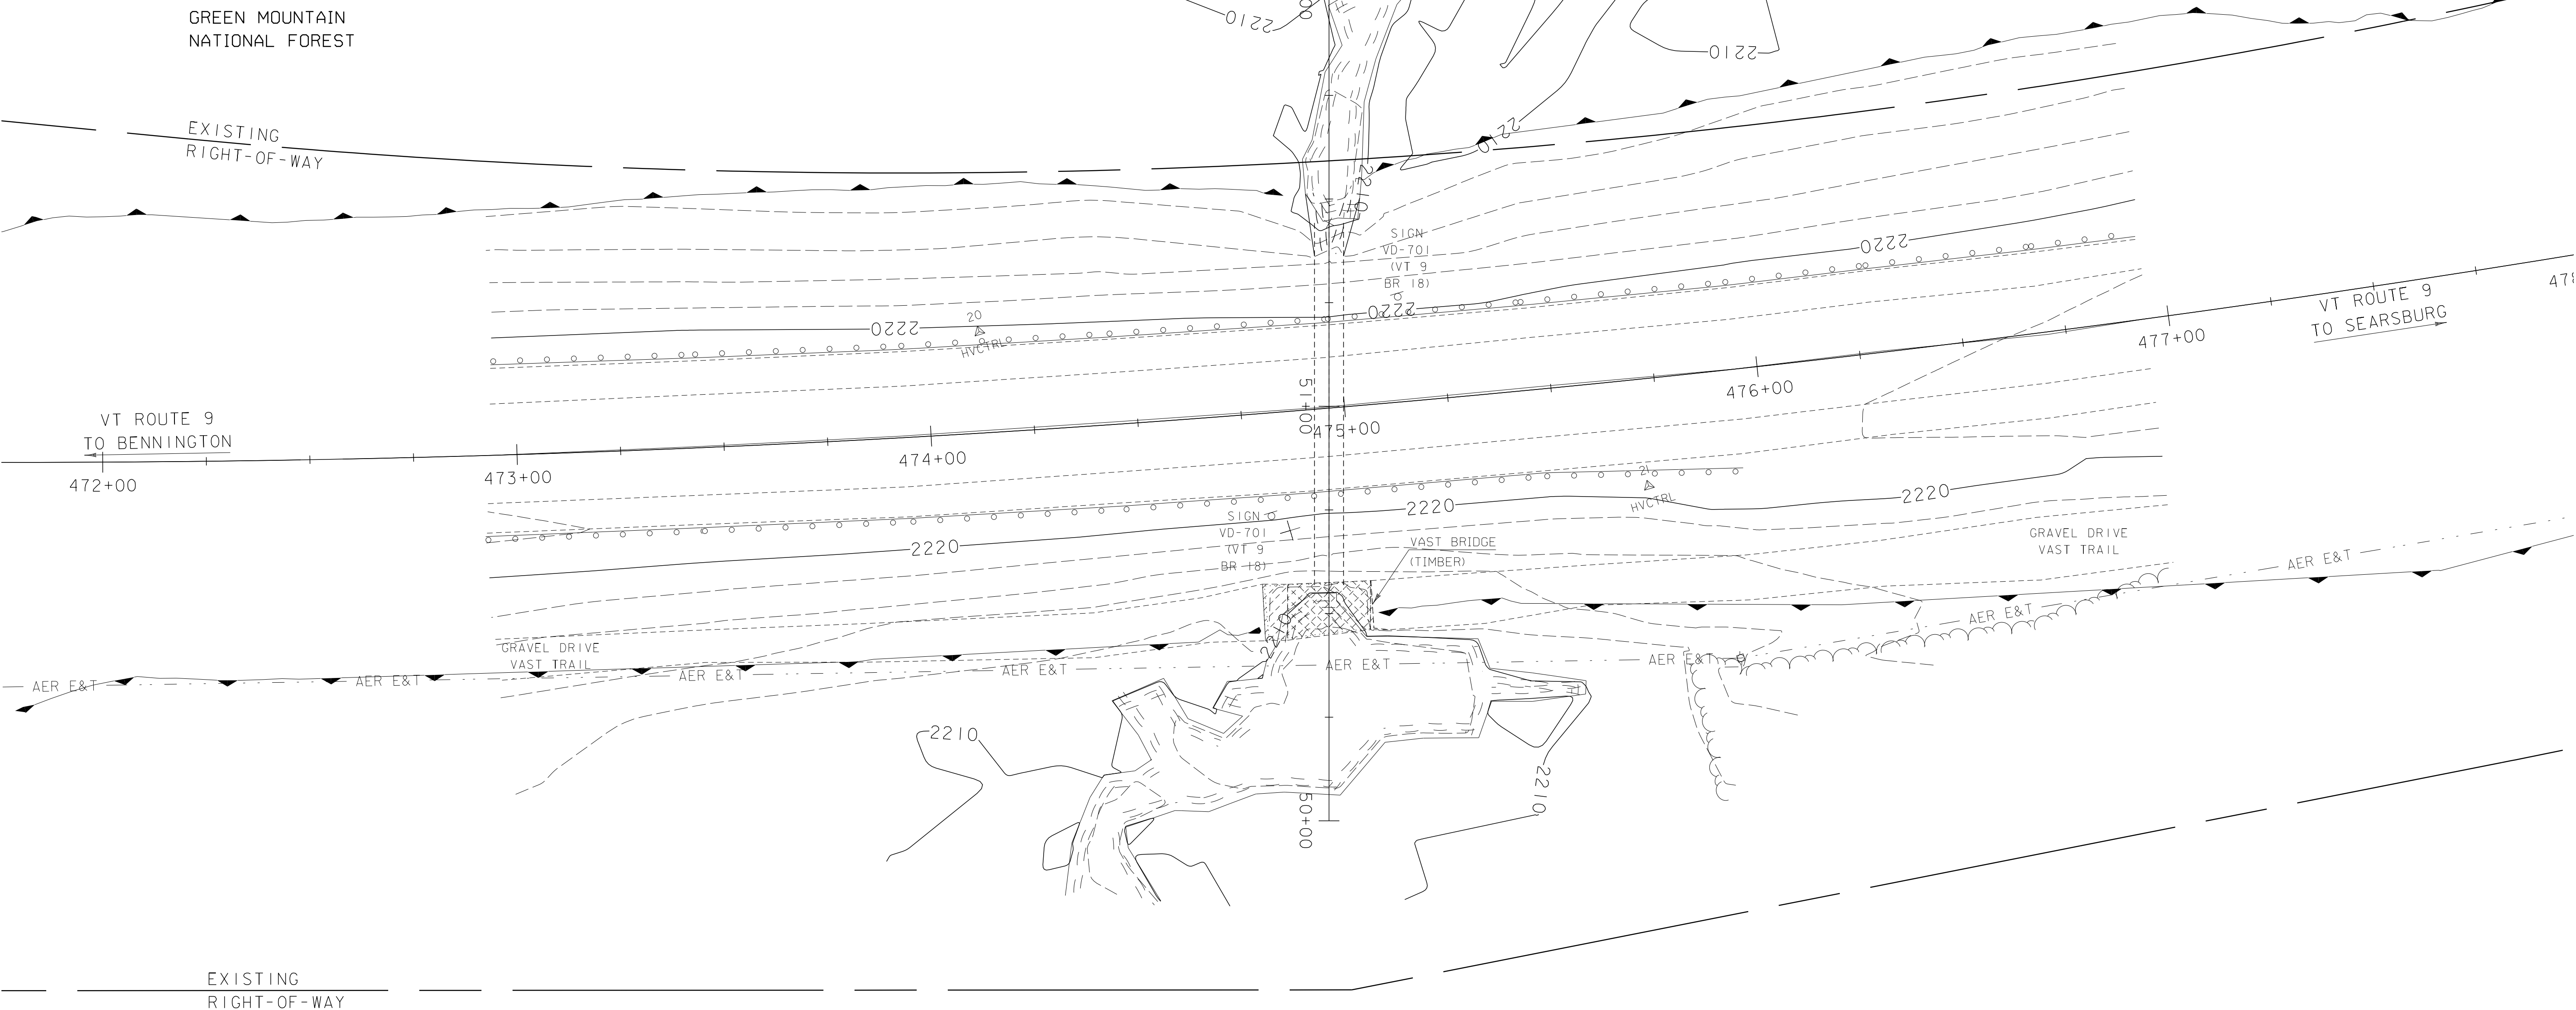 GREEN MOUNTAIN
NATIONAL FOREST
2210
00
2210
EXISTING
RIGHT-OF-WAY
2210
2210
SIGN
VD-701
(VT 9
BR 18)
2220
2220
2220
20
HVCTRL
VT ROUTE 9
TO SEARSBURG
478
477+00
476+00
51+00
475+00
474+00
473+00
472+00
VT ROUTE 9
TO BENNINGTON
21
HVCTRL
2220
2220
2220
SIGN
VD-701
(VT 9
BR 18)
VAST BRIDGE
(TIMBER)
GRAVEL DRIVE
VAST TRAIL
AER E&T
AER E&T
2210
GRAVEL DRIVE
VAST TRAIL
AER E&T
AER E&T
AER E&T
AER E&T
AER E&T
AER E&T
2210
2210
50+00
EXISTING
RIGHT-OF-WAY